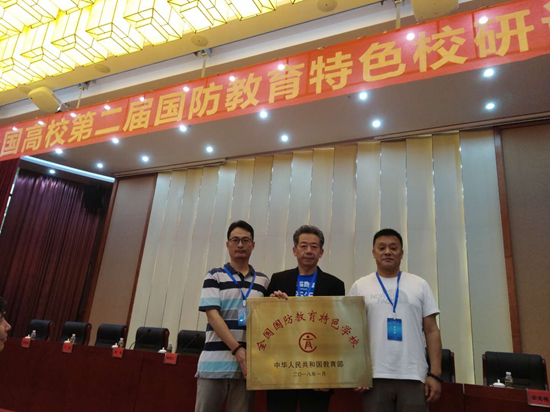 国高校第二届国防教育特色校研
全国国防教育特色学校
中华人民共和国教育部
二〇一八年一月